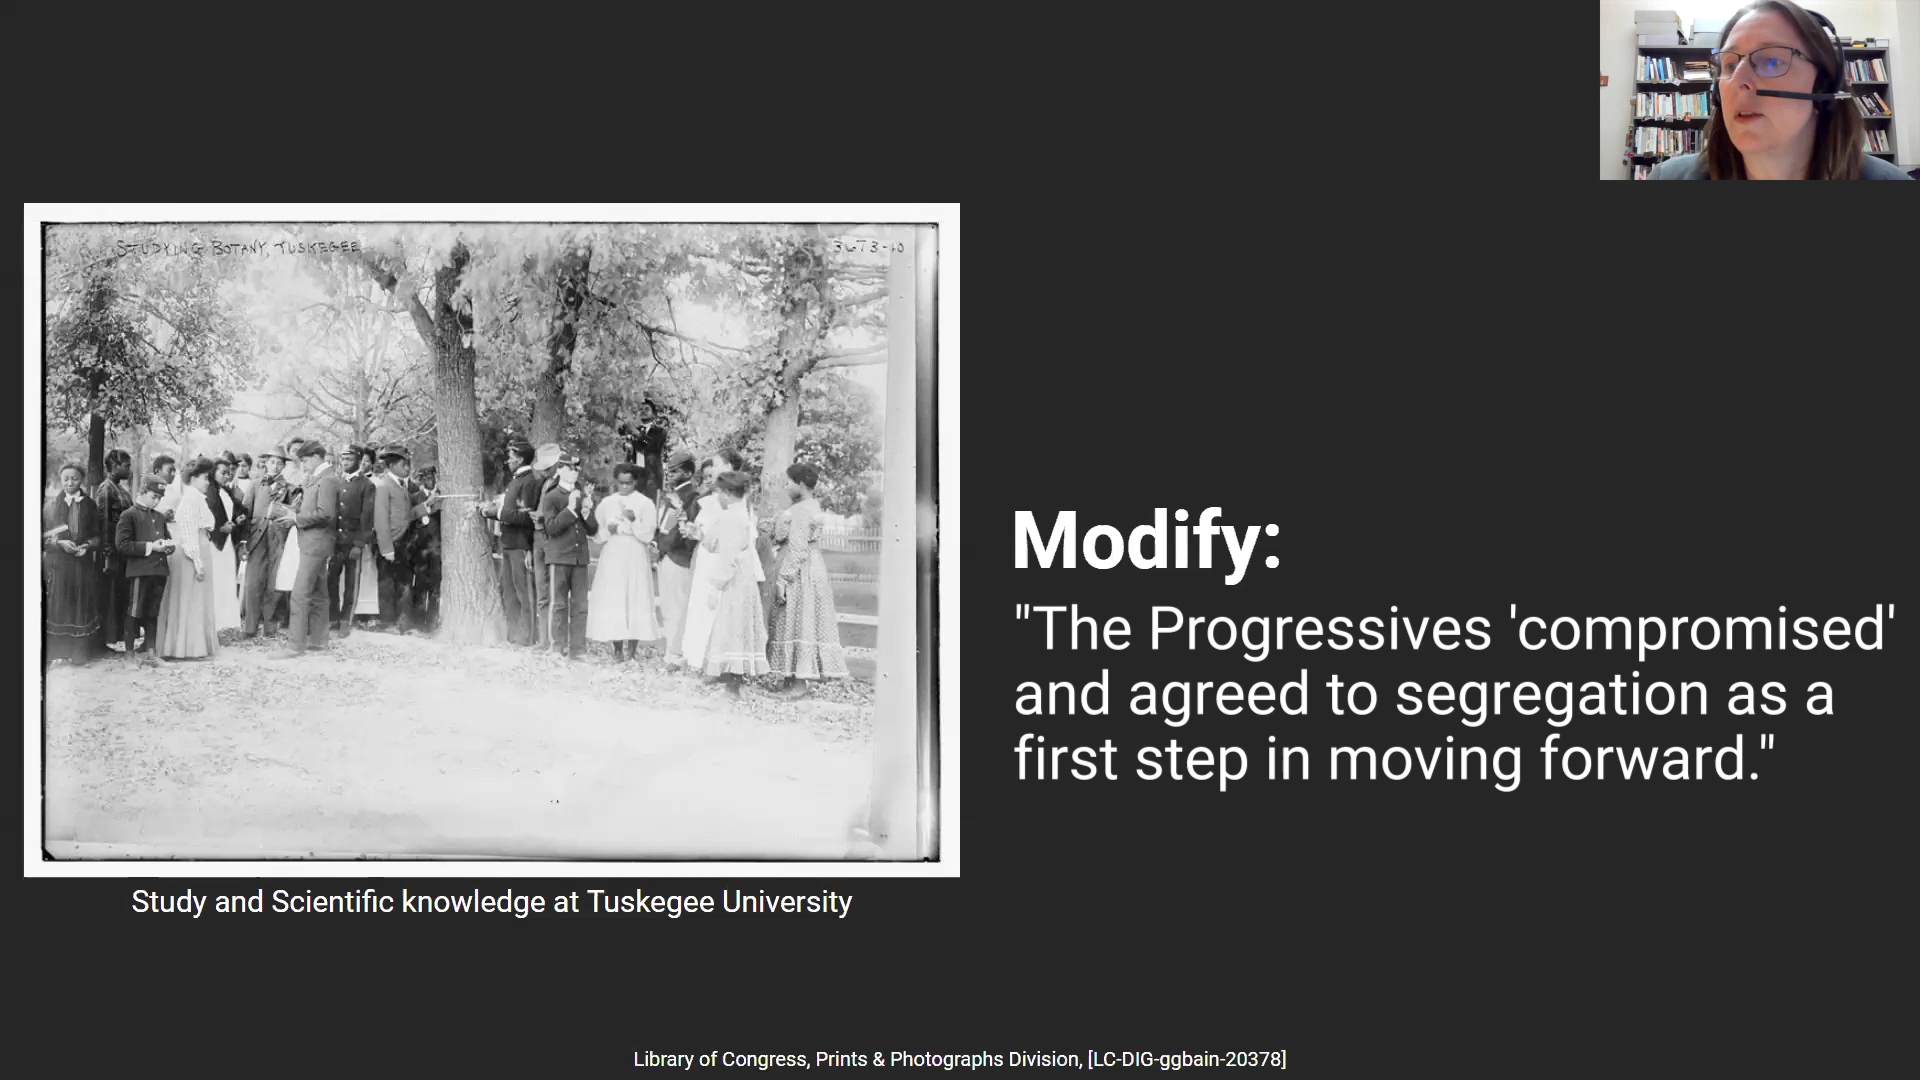 STUDYING BOTANY, TUSKEGEE
3673-10
Modify:
"The Progressives 'compromised'
and agreed to segregation as a
first step in moving forward."
Study and Scientific knowledge at Tuskegee University
Library of Congress, Prints & Photographs Division, [LC-DIG-ggbain-20378]